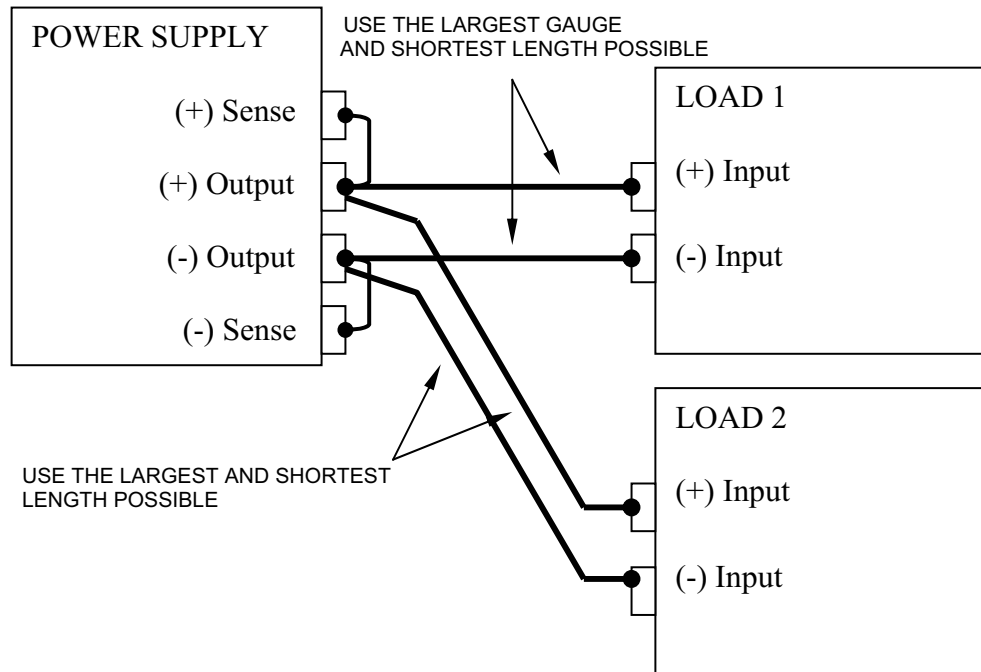 POWER SUPPLY
(+) Sense
(+) Output
(-) Output
(-) Sense
USE THE LARGEST GAUGE
AND SHORTEST LENGTH POSSIBLE
LOAD 1
(+) Input
(-) Input
LOAD 2
(+) Input
(-) Input
USE THE LARGEST AND SHORTEST
LENGTH POSSIBLE